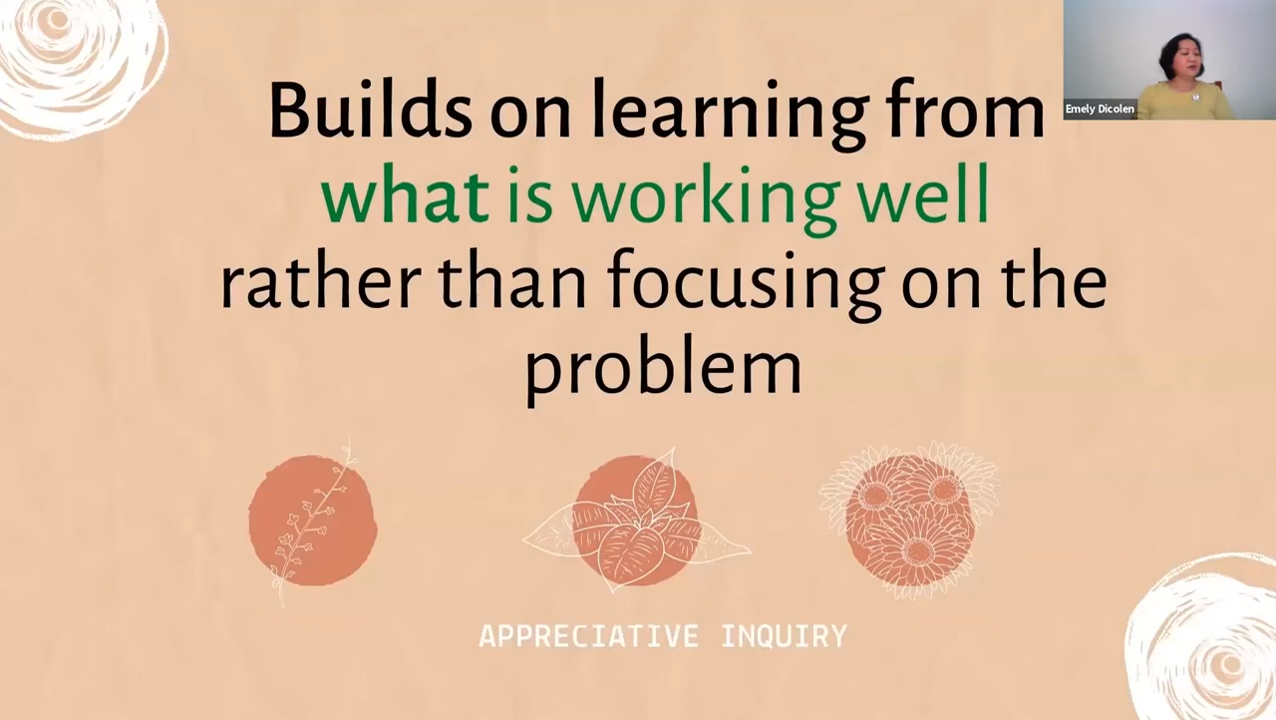 Builds on learning from
what is working well
rather than focusing on the
problem
APPRECIATIVE INQUIRY
Emely Dicolen